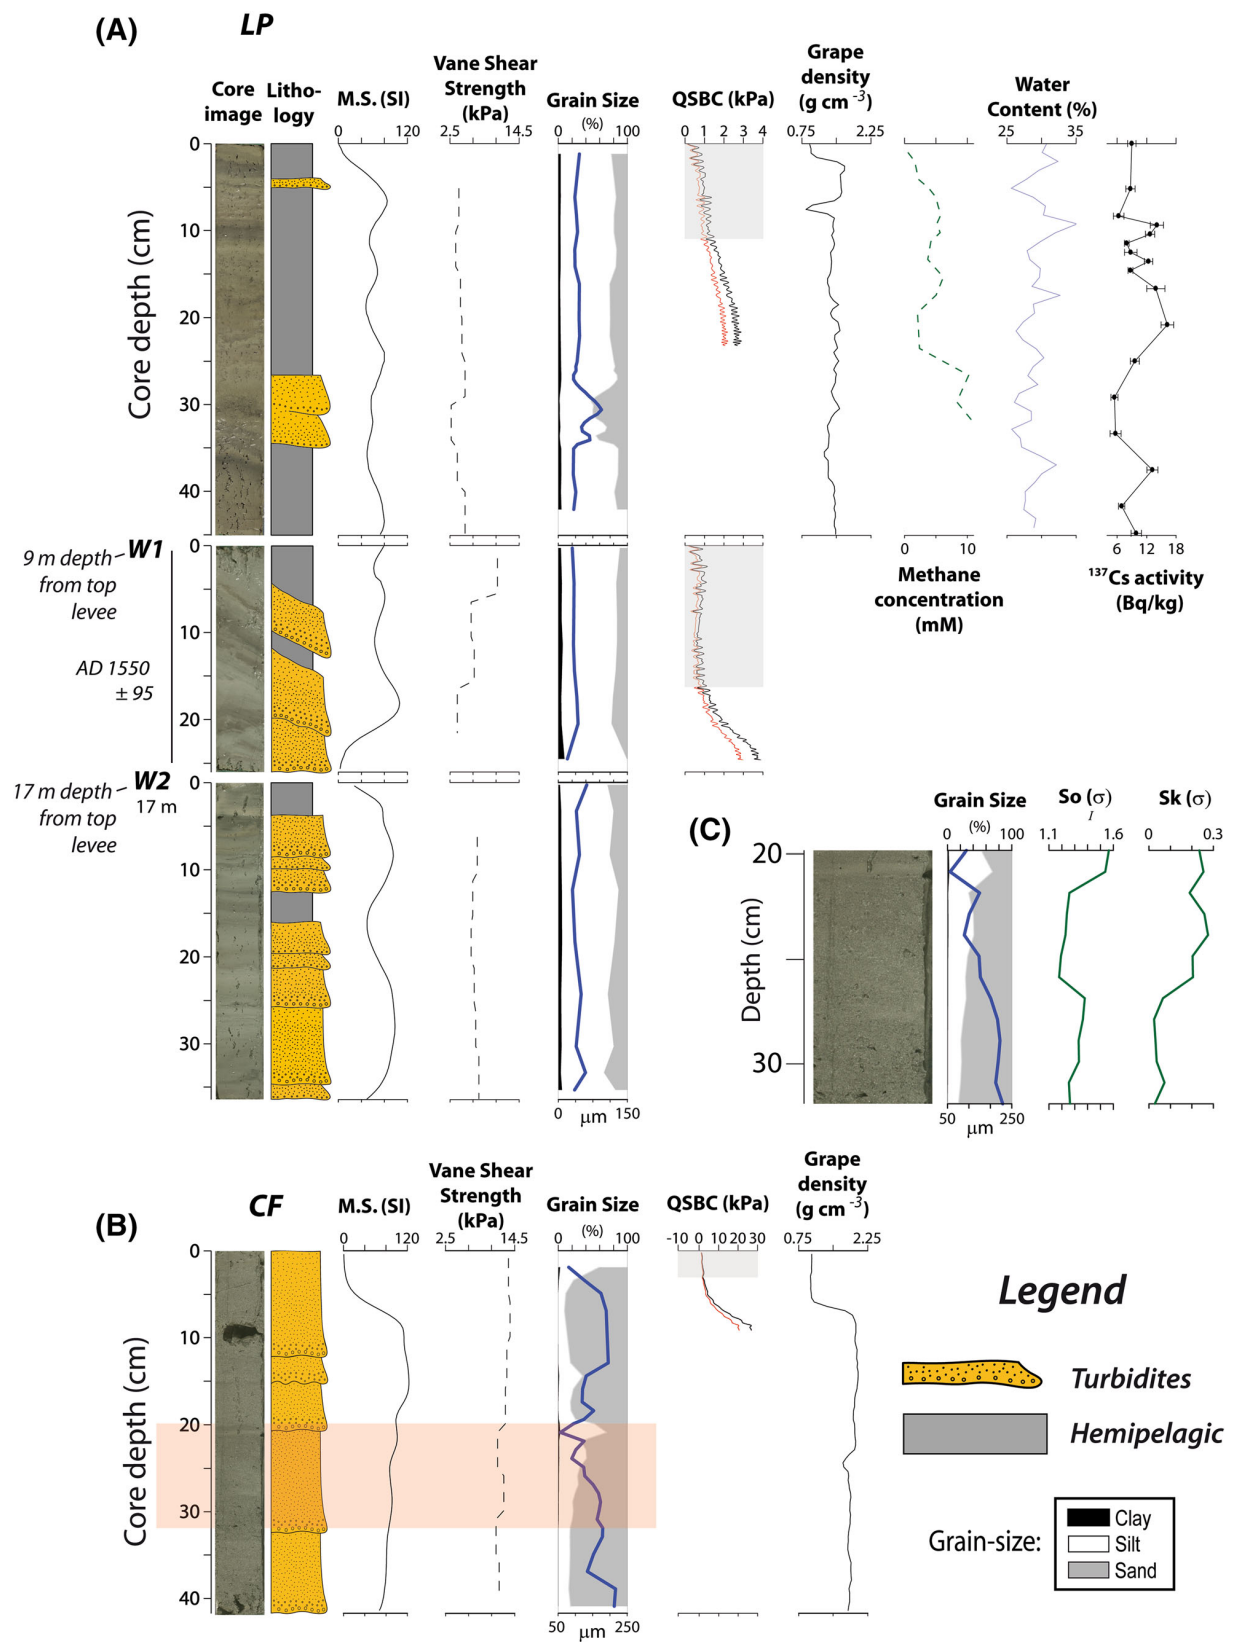 (A)
LP
Core image
Litho-logy
M.S. (SI)
0 120
Vane Shear Strength (kPa)
2.5 14.5
Grain Size
(%)
0 100
QSBC (kPa)
0 1 2 3 4
Grape density (g cm -3)
0.75 2.25
Water Content (%)
25 35
6 12 18
137Cs activity (Bq/kg)
0 10
Methane concentration (mM)
Core depth (cm)
0
10
20
30
40
W1
9 m depth from top levee
AD 1550 ± 95
0
10
20
W2
17 m
17 m depth from top levee
0
10
20
30
0 150
µm
(C)
Grain Size
(%)
0 100
So (σ)
I
1.1 1.6
Sk (σ)
0 0.3
Depth (cm)
20
30
50 250
µm
(B)
CF
M.S. (SI)
0 120
Vane Shear Strength (kPa)
2.5 14.5
Grain Size
(%)
0 100
QSBC (kPa)
-10 0 10 20 30
Grape density (g cm -3)
0.75 2.25
Core depth (cm)
0
10
20
30
40
50 250
µm
Legend
Turbidites
Hemipelagic
Grain-size:
Clay
Silt
Sand